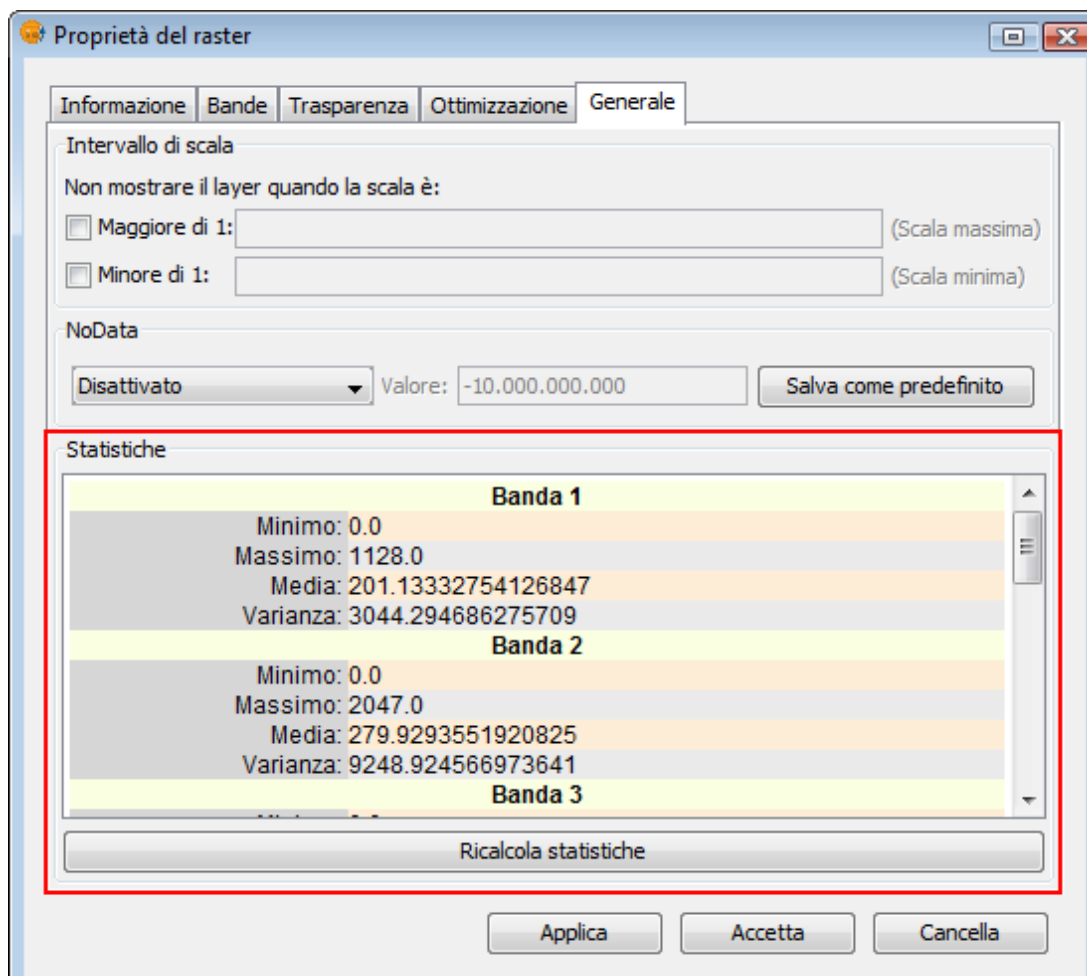 Proprietà del raster
Informazione Bande Trasparenza Ottimizzazione Generale
Intervallo di scala
Non mostrare il layer quando la scala è:
Maggiore di 1: (Scala massima)
Minore di 1: (Scala minima)
NoData
Disattivato Valore: -10.000.000.000 Salva come predefinito
Statistiche
Banda 1
Minimo: 0.0
Massimo: 1128.0
Media: 201.13332754126847
Varianza: 3044.294686275709
Banda 2
Minimo: 0.0
Massimo: 2047.0
Media: 279.9293551920825
Varianza: 9248.924566973641
Banda 3
Ricalcola statistiche
Applica Accetta Cancella